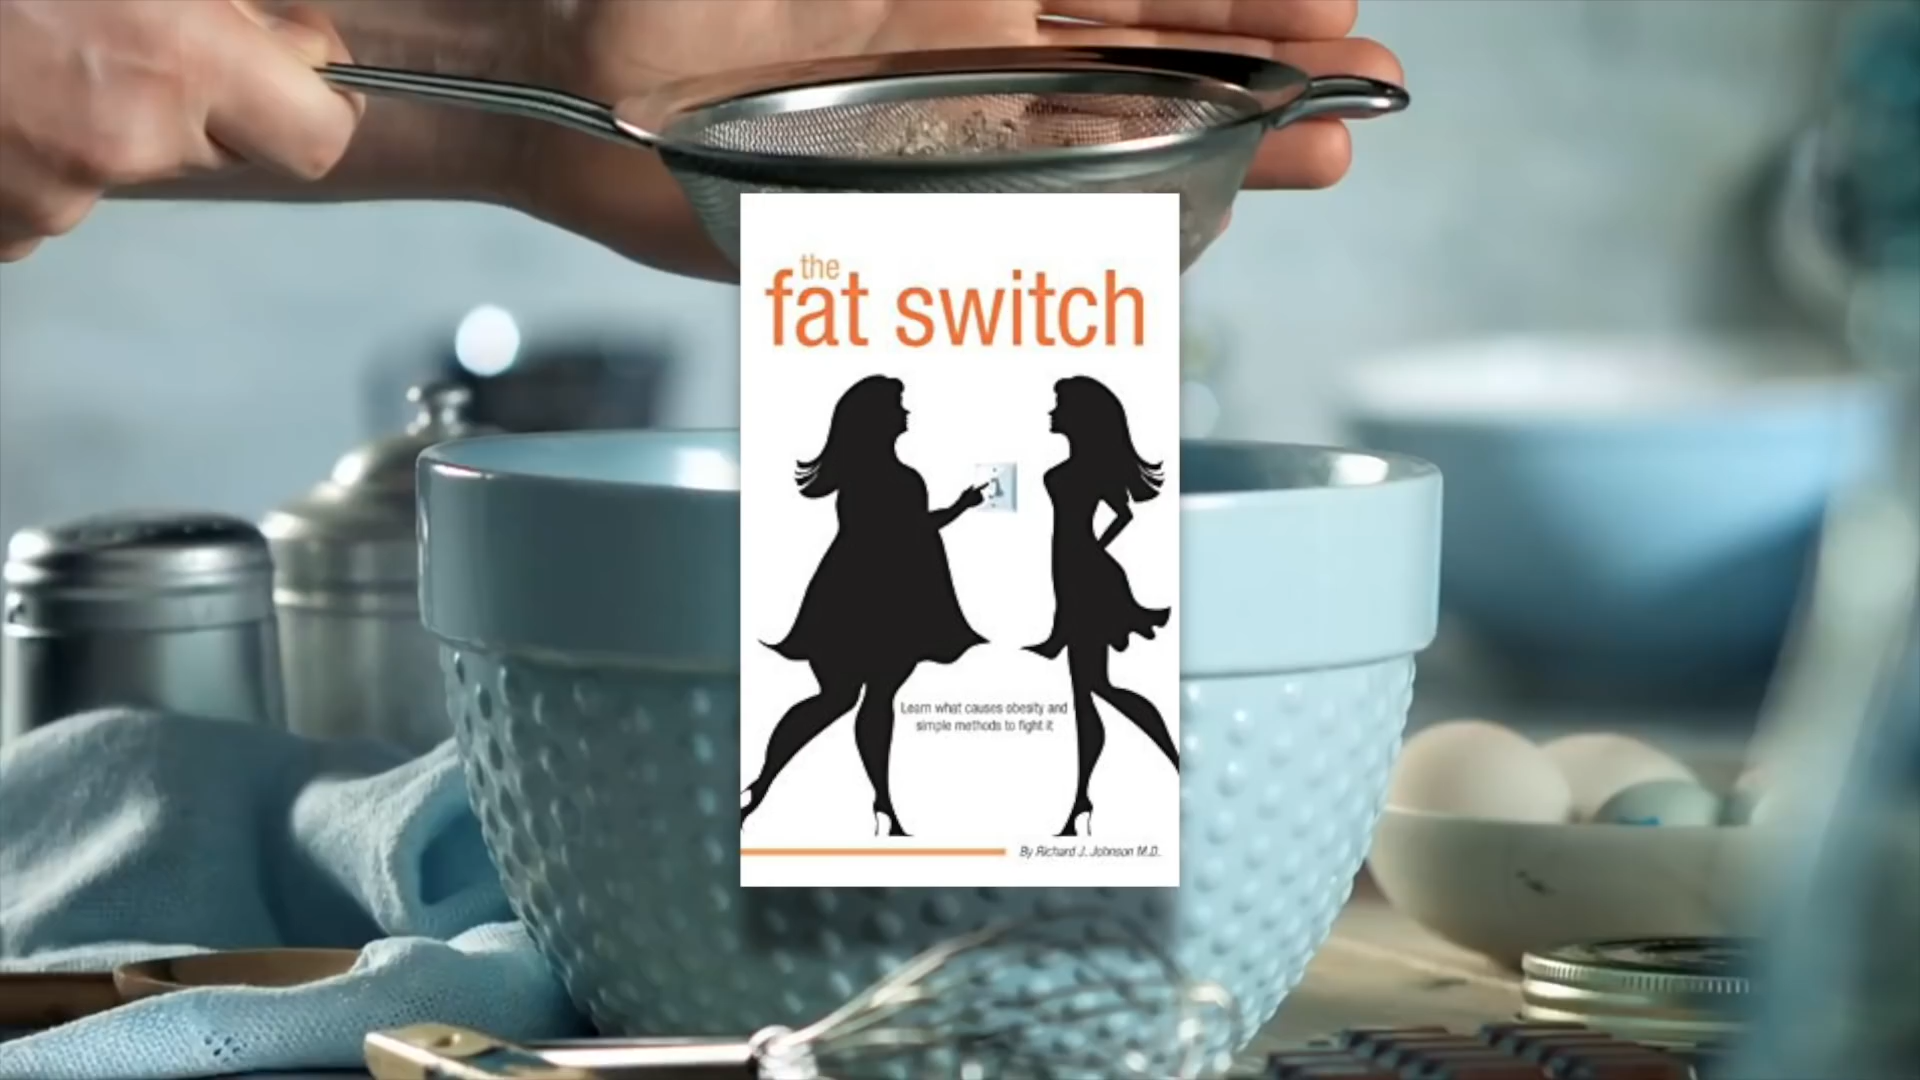 the
fat switch
Learn what causes obesity and
simple methods to fight it
By Richard J. Johnson M.D.